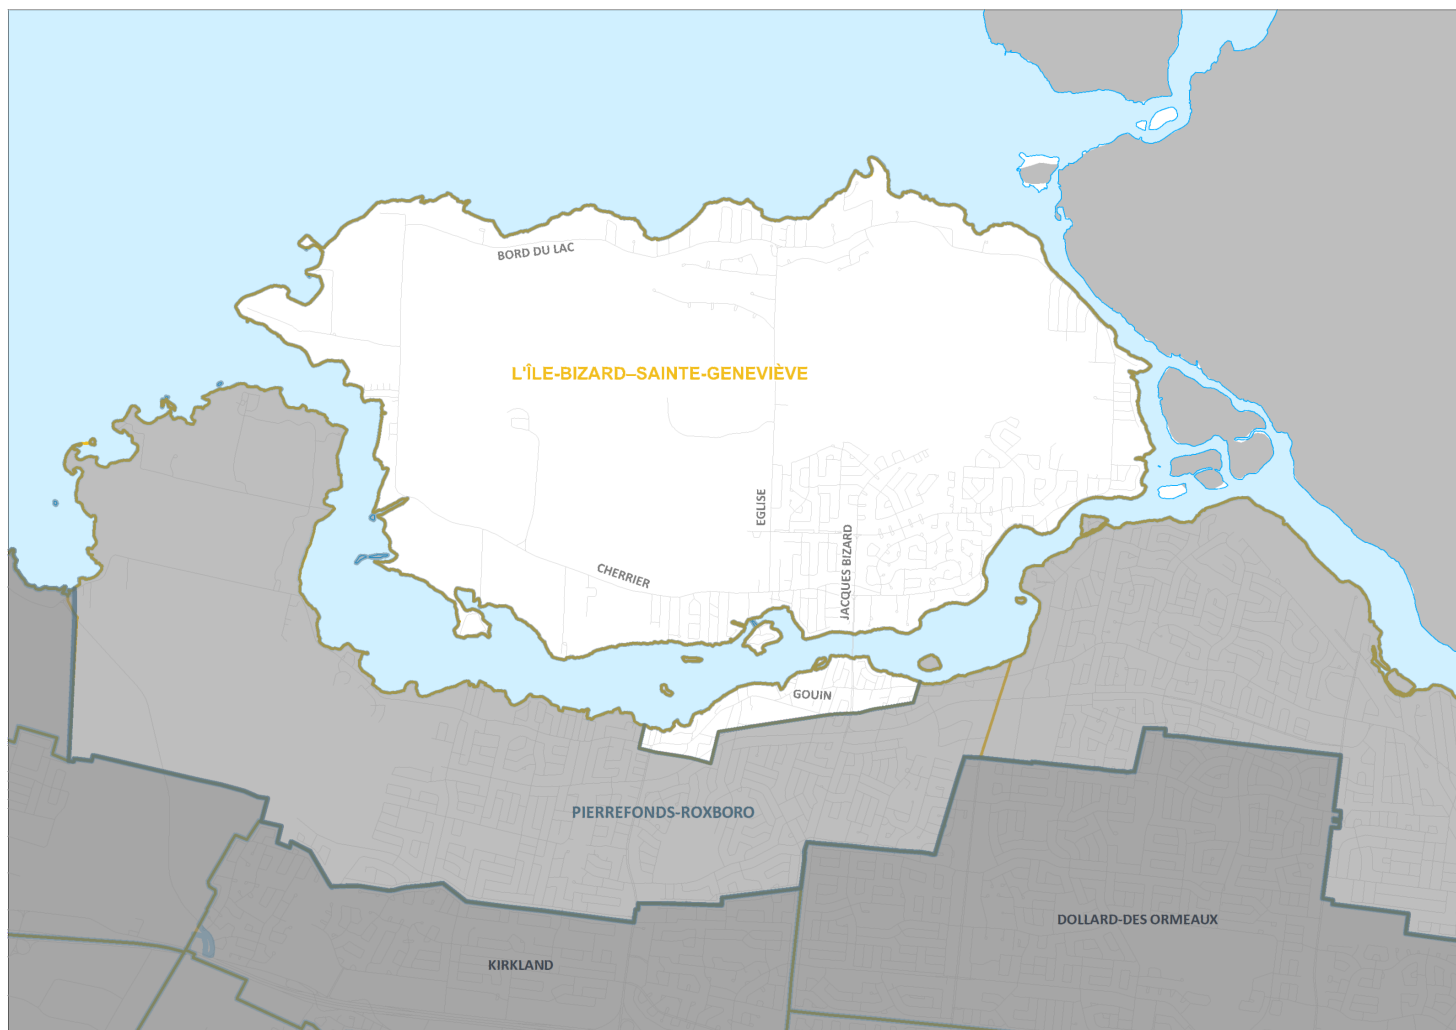 BORD DU LAC
L'ÎLE-BIZARD–SAINTE-GENEVIÈVE
EGLISE
JACQUES BIZARD
CHERRIER
GOUIN
PIERREFONDS-ROXBORO
DOLLARD-DES ORMEAUX
KIRKLAND